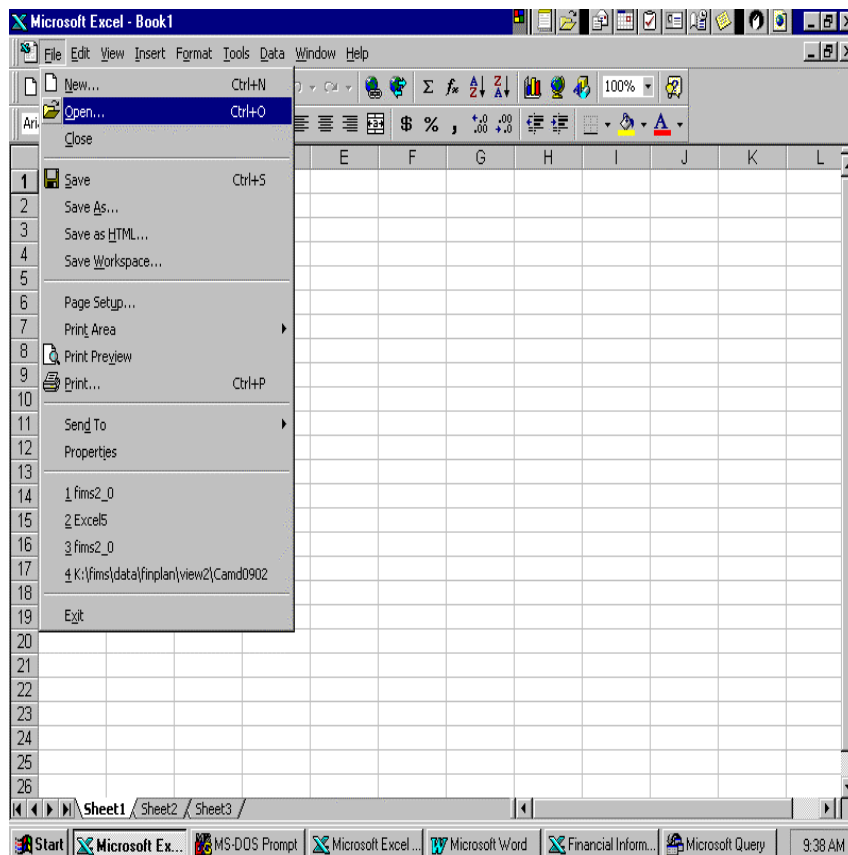 Microsoft Excel - Book1
File Edit View Insert Format Tools Data Window Help
New... Ctrl+N
100%
Open... Ctrl+O
Ari
$ % ,
Close
E F G H I J K L
1 Save Ctrl+S
2 Save As...
3 Save as HTML...
4 Save Workspace...
5
6 Page Setup...
7 Print Area
8 Print Preview
9 Print... Ctrl+P
10
11 Send To
12 Properties
13
14 1 fims2_0
15 2 Excel5
16 3 fims2_0
17 4 K:\fims\data\finplan\view2\Camd0902
18
19 Exit
20
21
22
23
24
25
26
Sheet1 Sheet2 Sheet3
Start Microsoft Ex... MS-DOS Prompt Microsoft Excel ... Microsoft Word Financial Inform... Microsoft Query 9:38 AM